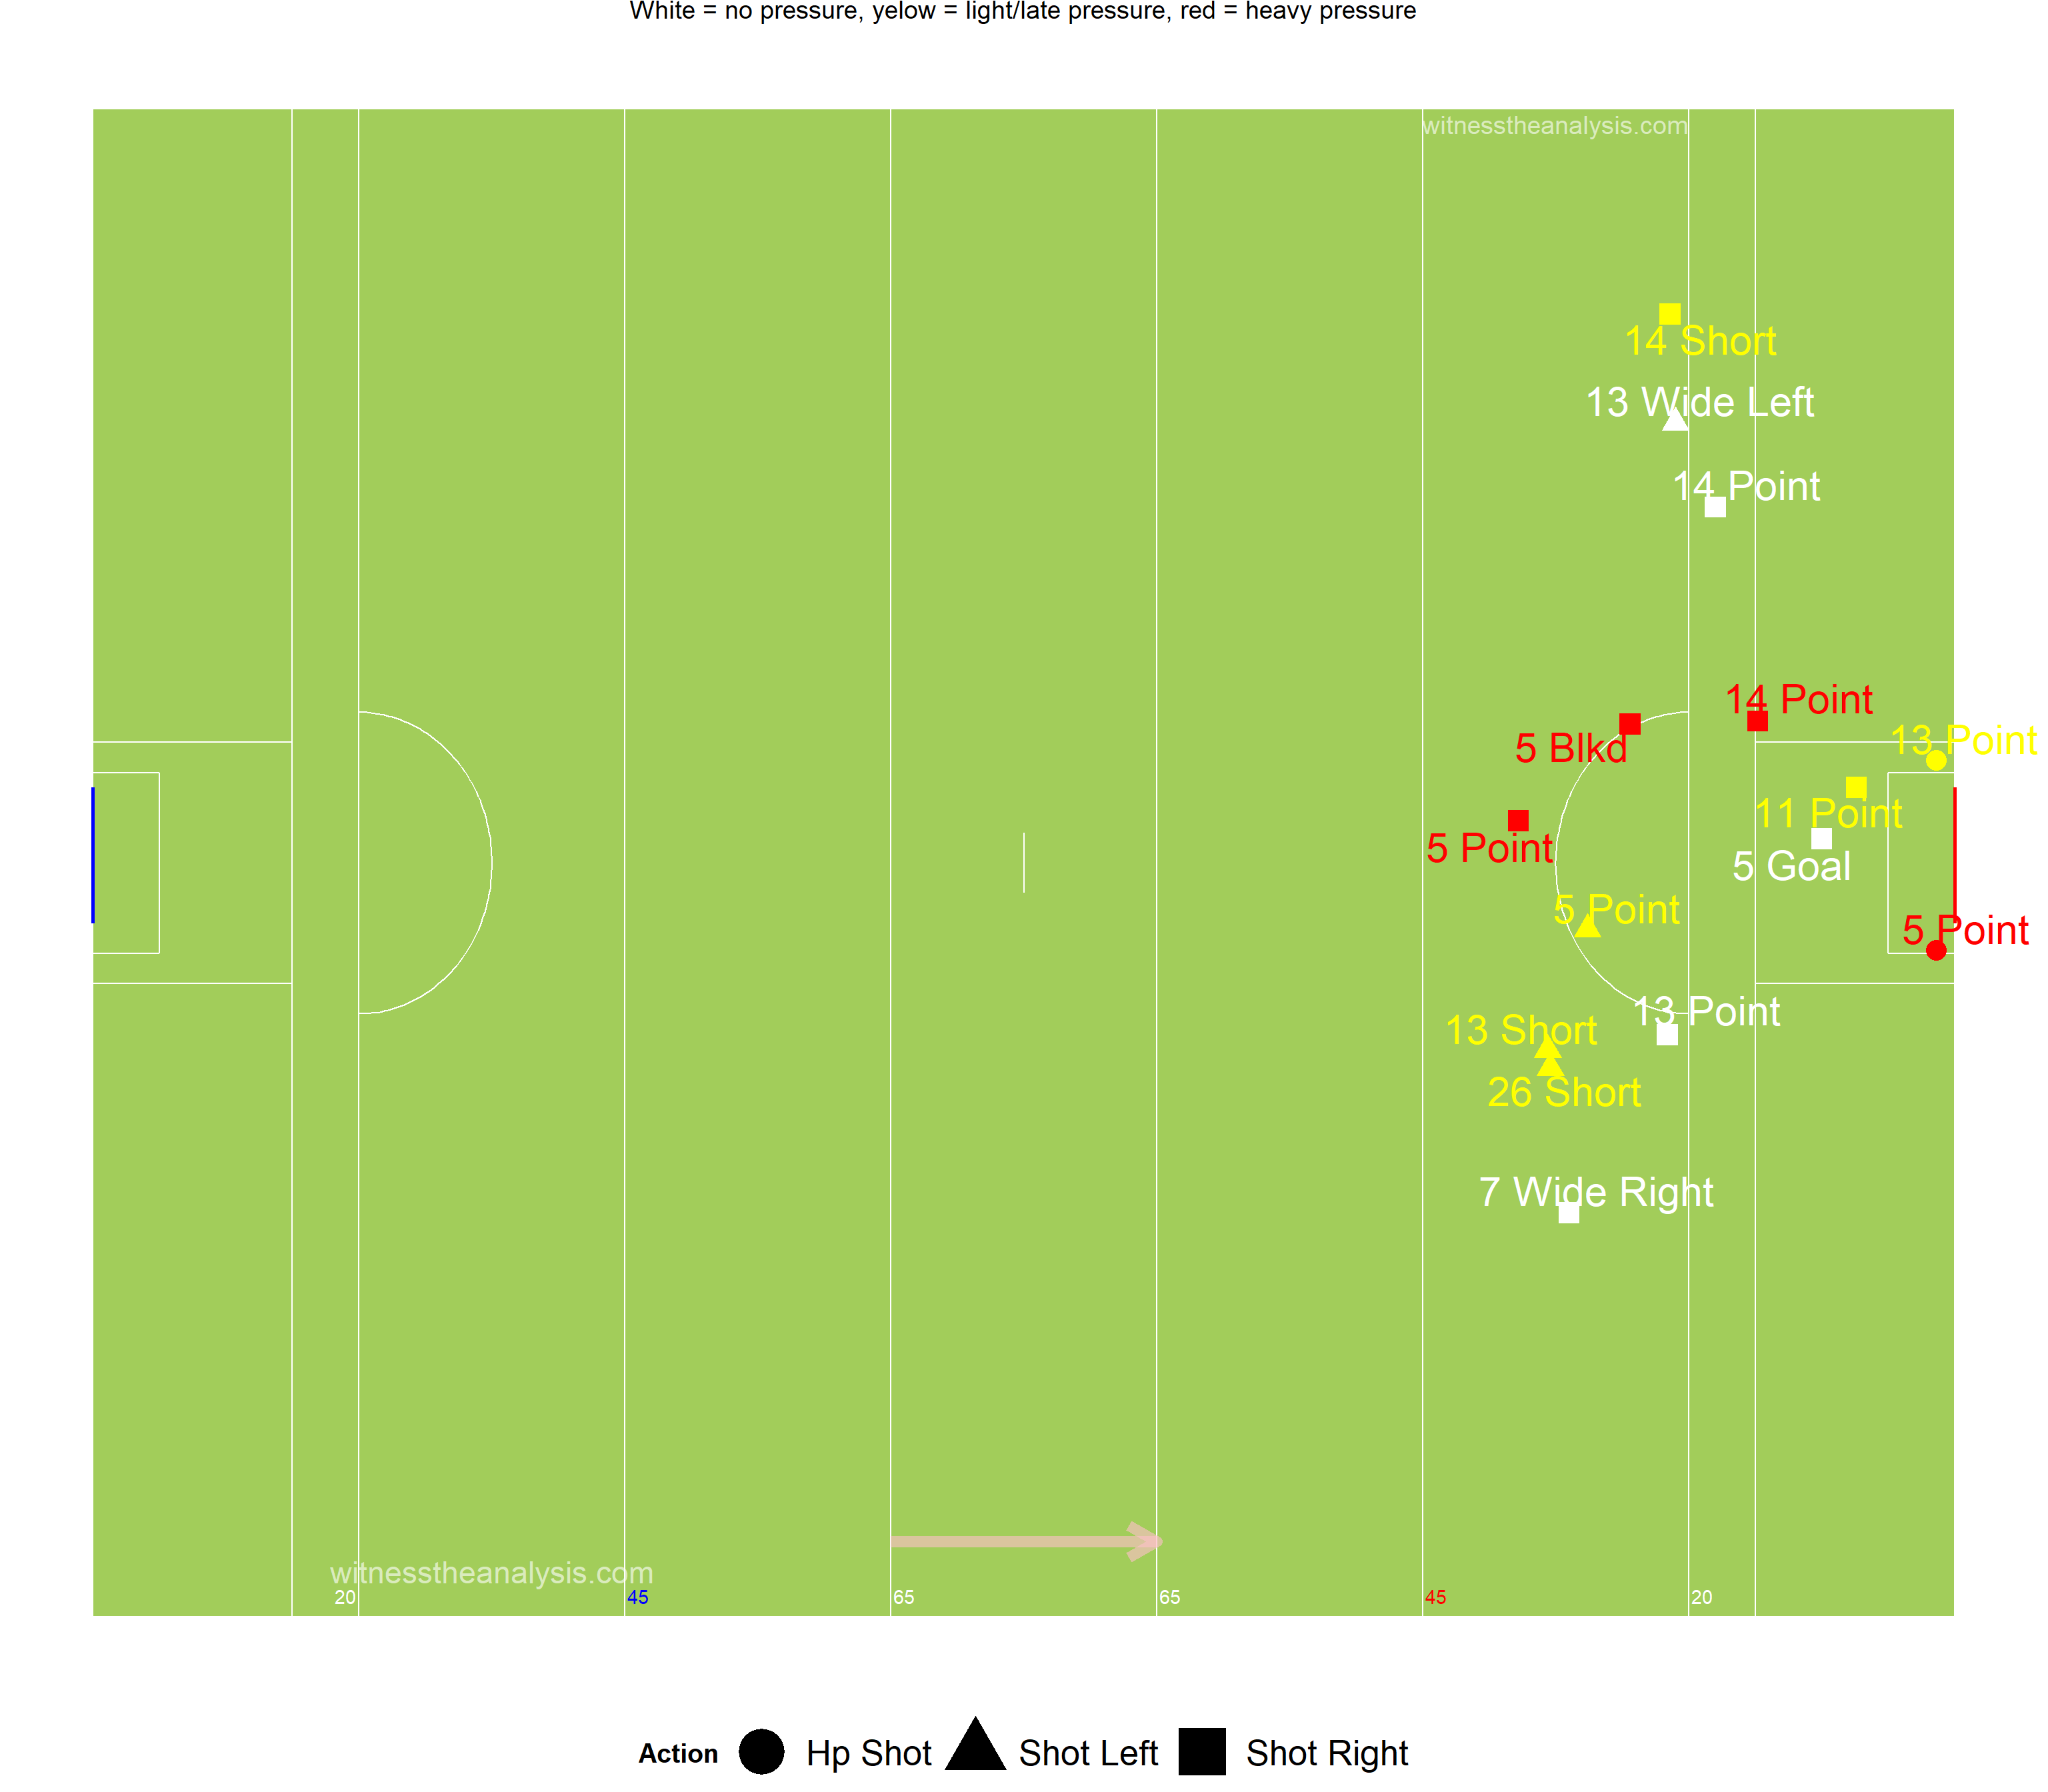 White = no pressure, yelow = light/late pressure, red = heavy pressure
witnesstheanalysis.com
14 Short
13 Wide Left
14 Point
14 Point
5 Blkd
13 Point
11 Point
5 Point
5 Goal
5 Point
5 Point
13 Point
13 Short
26 Short
7 Wide Right
witnesstheanalysis.com
20 45 65 65 45 20
Action Hp Shot Shot Left Shot Right